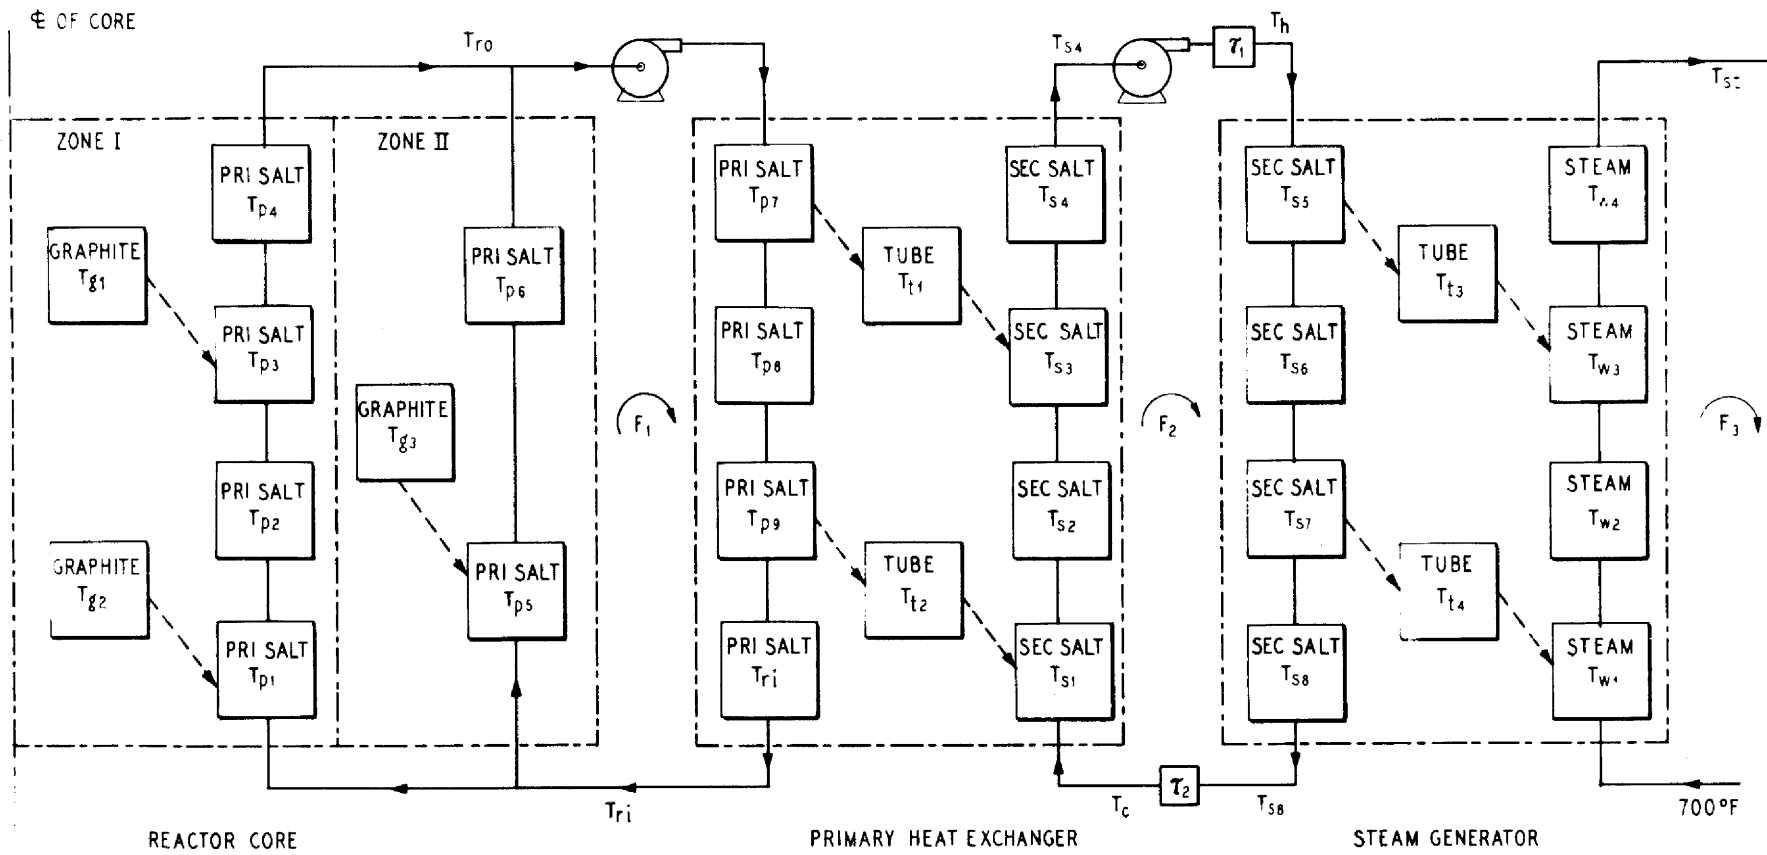 ℄ OF CORE
ZONE I
PRI SALT
Tp4
GRAPHITE
Tg1
PRI SALT
Tp3
PRI SALT
Tp2
GRAPHITE
Tg2
PRI SALT
Tp1
ZONE II
PRI SALT
Tp6
GRAPHITE
Tg3
PRI SALT
Tp5
Tro
Tri
REACTOR CORE
F1
PRI SALT
Tp7
PRI SALT
Tp8
PRI SALT
Tp9
PRI SALT
Tri
TUBE
Tt1
TUBE
Tt2
SEC SALT
Ts4
SEC SALT
Ts3
SEC SALT
Ts2
SEC SALT
Ts1
PRIMARY HEAT EXCHANGER
Ts4
τ1
Th
F2
Tc
τ2
Ts8
SEC SALT
Ts5
SEC SALT
Ts6
SEC SALT
Ts7
SEC SALT
Ts8
TUBE
Tt3
TUBE
Tt4
STEAM
STEAM
Tw3
STEAM
Tw2
STEAM
Tw1
F3
700°F
STEAM GENERATOR